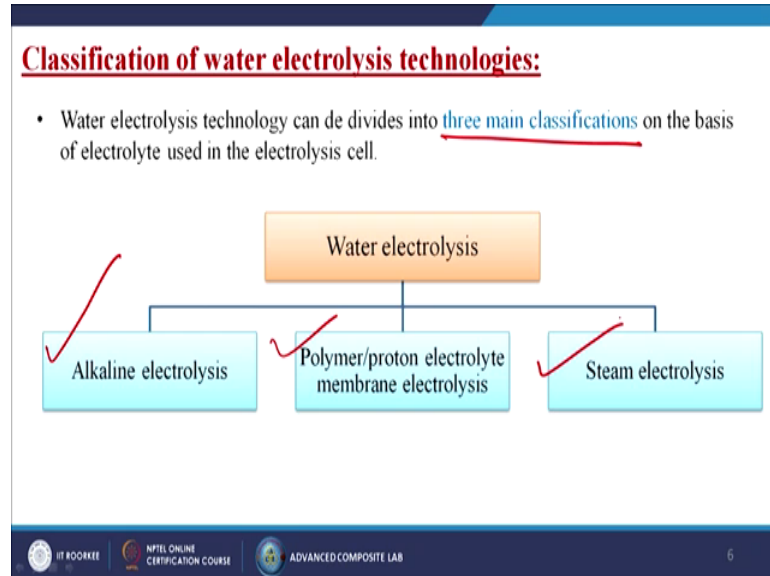 Classification of water electrolysis technologies:
• Water electrolysis technology can de divides into three main classifications on the basis
of electrolyte used in the electrolysis cell.
Water electrolysis
Alkaline electrolysis
Polymer/proton electrolyte
membrane electrolysis
Steam electrolysis
IIT ROORKEE
NPTEL ONLINE
CERTIFICATION COURSE
ADVANCED COMPOSITE LAB
6